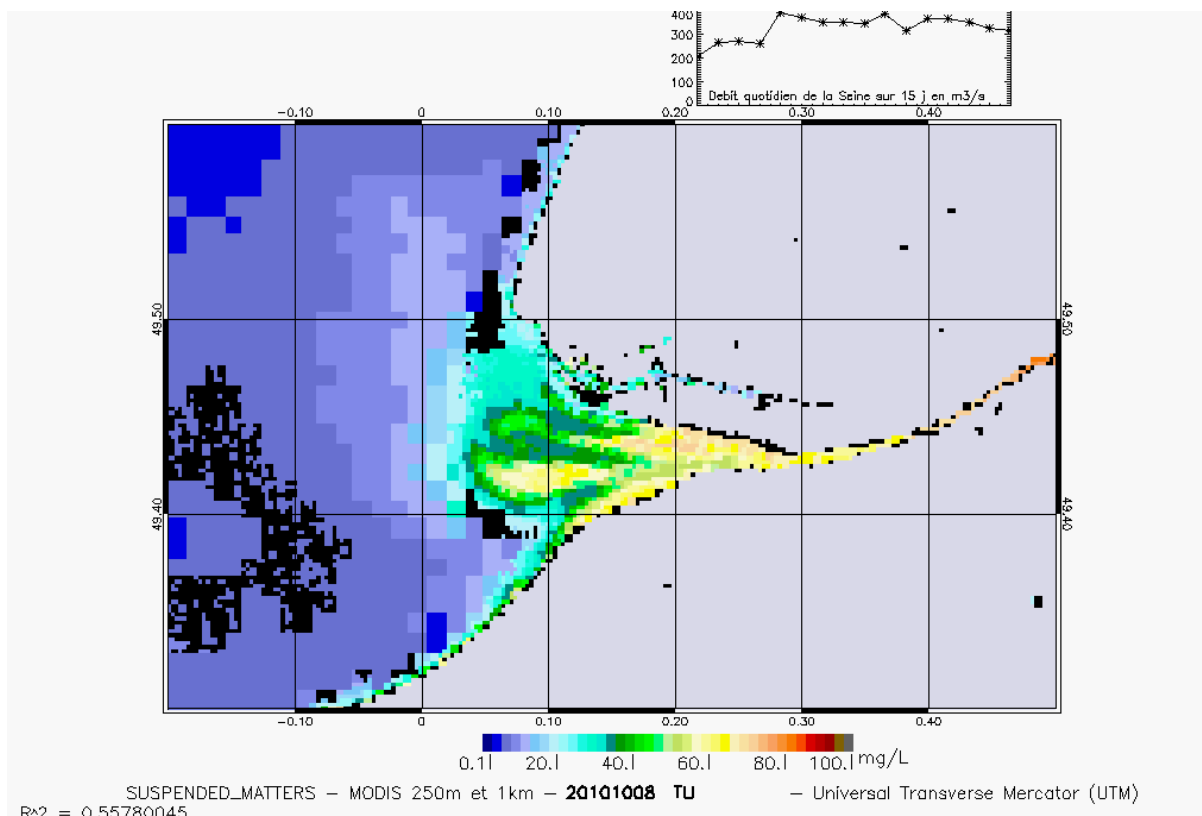 400
300
200
100
0
Debit quotidien de la Seine sur 15 j en m3/s
-0.10 0 0.10 0.20 0.30 0.40
49.50 49.50
49.40 49.40
-0.10 0 0.10 0.20 0.30 0.40
0.1| 20.| 40.| 60.| 80.| 100.| mg/L
SUSPENDED_MATTERS - MODIS 250m et 1km - 20101008 TU - Universal Transverse Mercator (UTM)
R^2 = 0.55780045